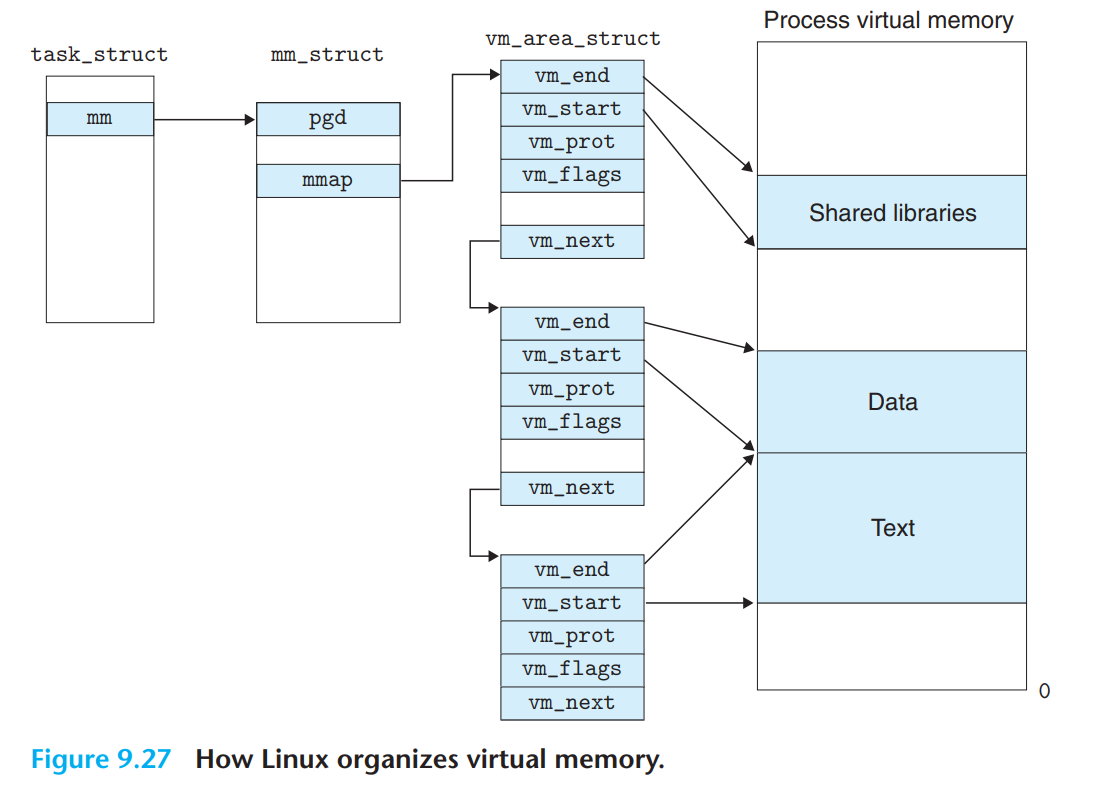 task_struct
mm
mm_struct
pgd
mmap
vm_area_struct
vm_end
vm_start
vm_prot
vm_flags
vm_next
vm_end
vm_start
vm_prot
vm_flags
vm_next
vm_end
vm_start
vm_prot
vm_flags
vm_next
Process virtual memory
Shared libraries
Data
Text
0
Figure 9.27 How Linux organizes virtual memory.